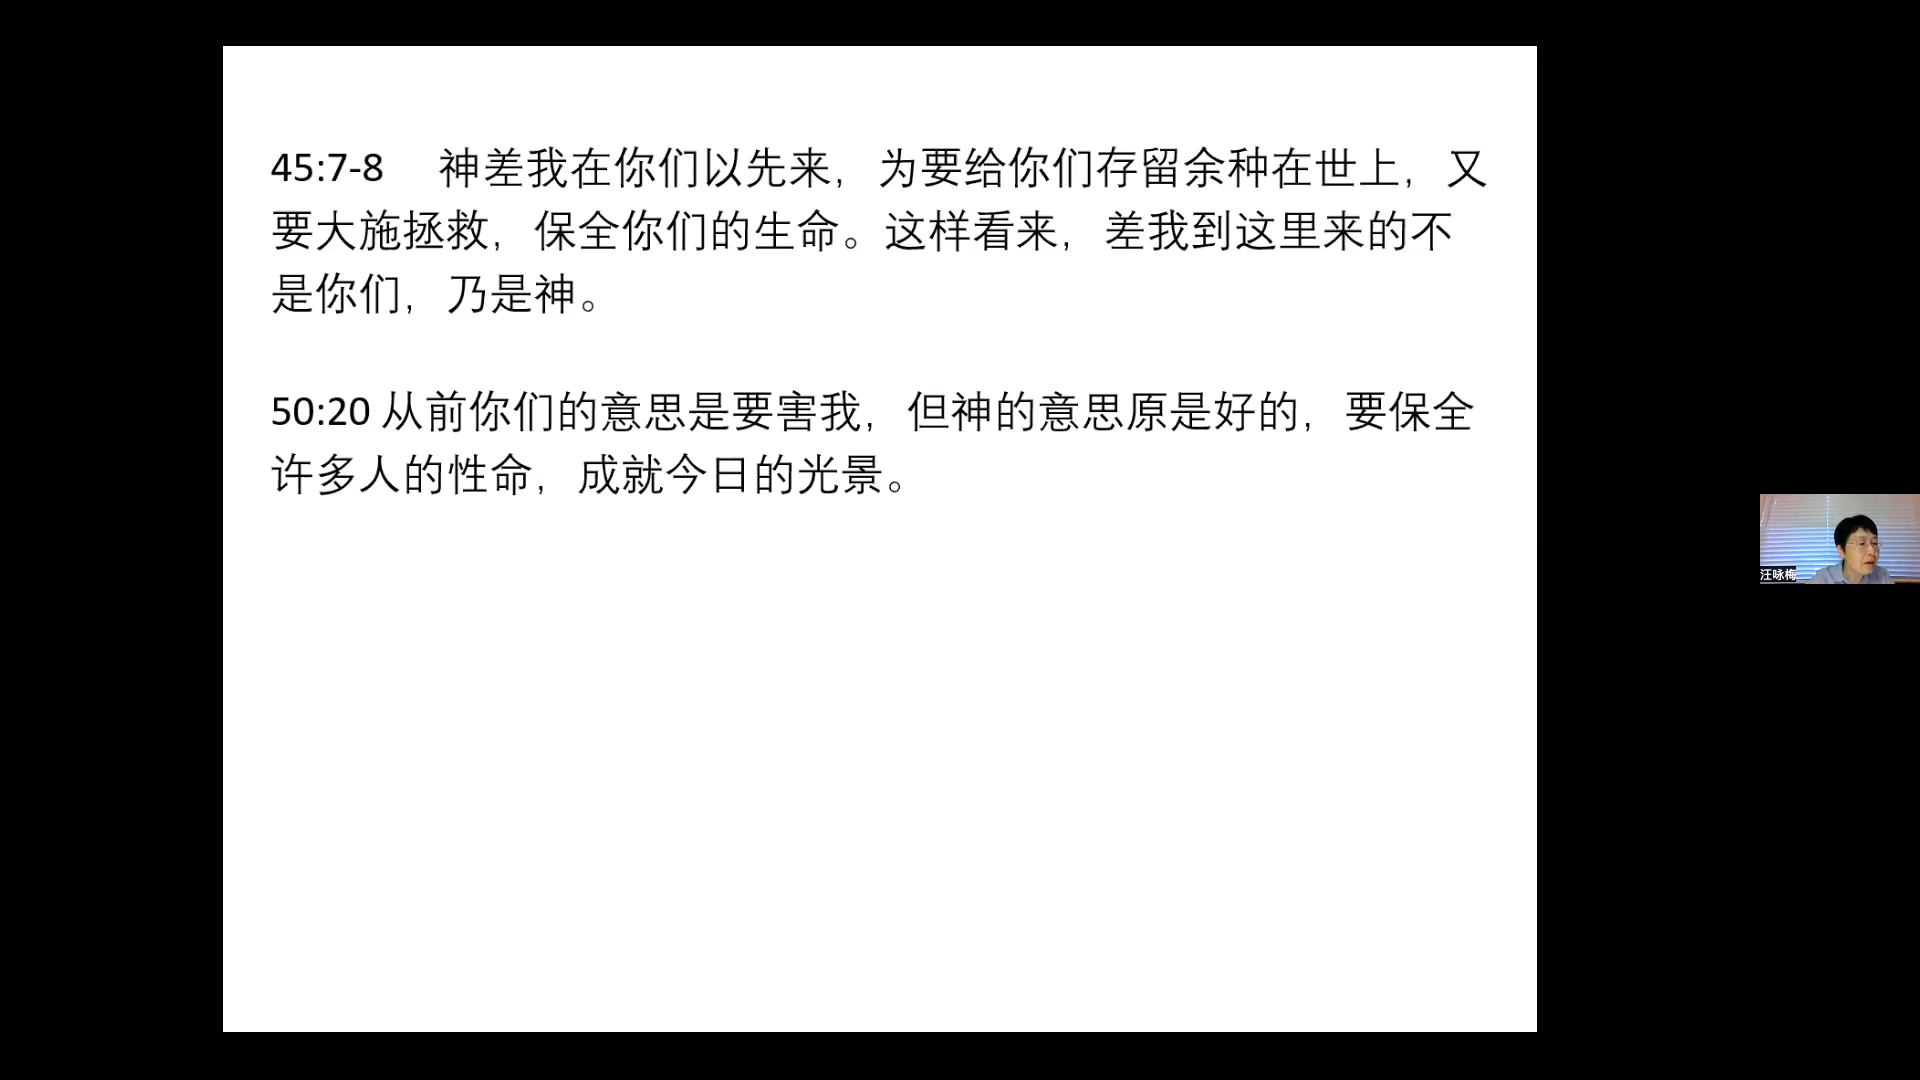 45:7-8 神差我在你们以先来，为要给你们存留余种在世上，又
要大施拯救，保全你们的生命。这样看来，差我到这里来的不
是你们，乃是神。
50:20 从前你们的意思是要害我，但神的意思原是好的，要保全
许多人的性命，成就今日的光景。
汪咏梅